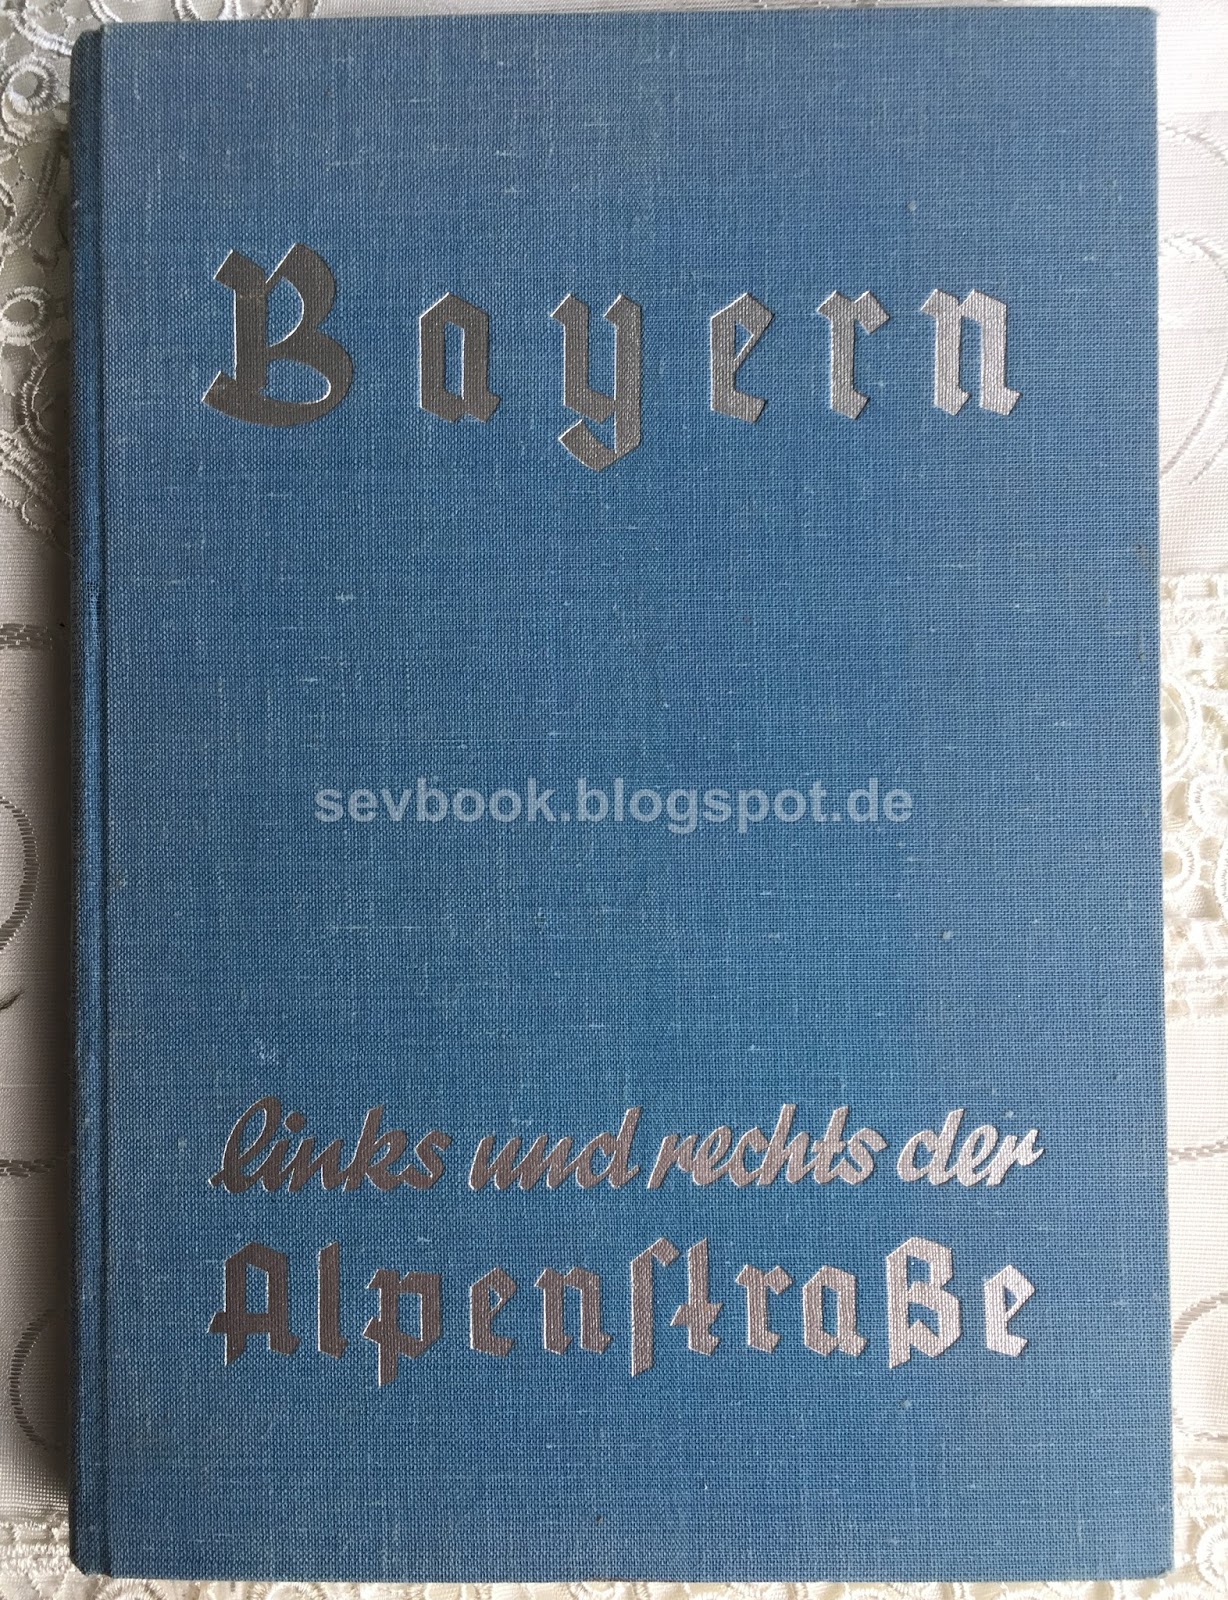 Bayern
sevbook.blogspot.de
links und rechts der
Alpenſtraße